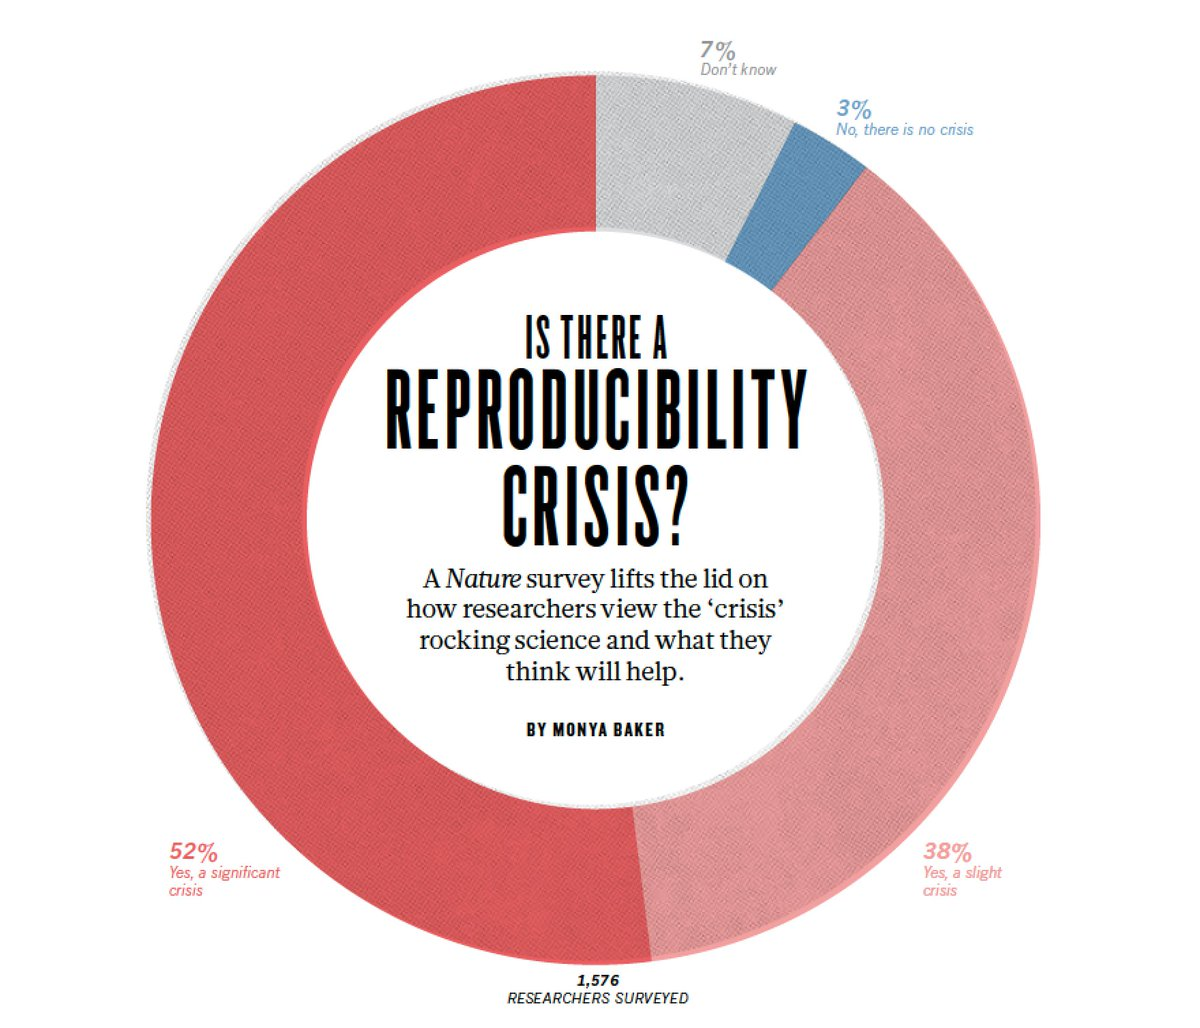 7%
Don't know
3%
No, there is no crisis
IS THERE A
REPRODUCIBILITY
CRISIS?
A Nature survey lifts the lid on
how researchers view the ‘crisis’
rocking science and what they
think will help.
BY MONYA BAKER
52%
Yes, a significant
crisis
38%
Yes, a slight
crisis
1,576
RESEARCHERS SURVEYED